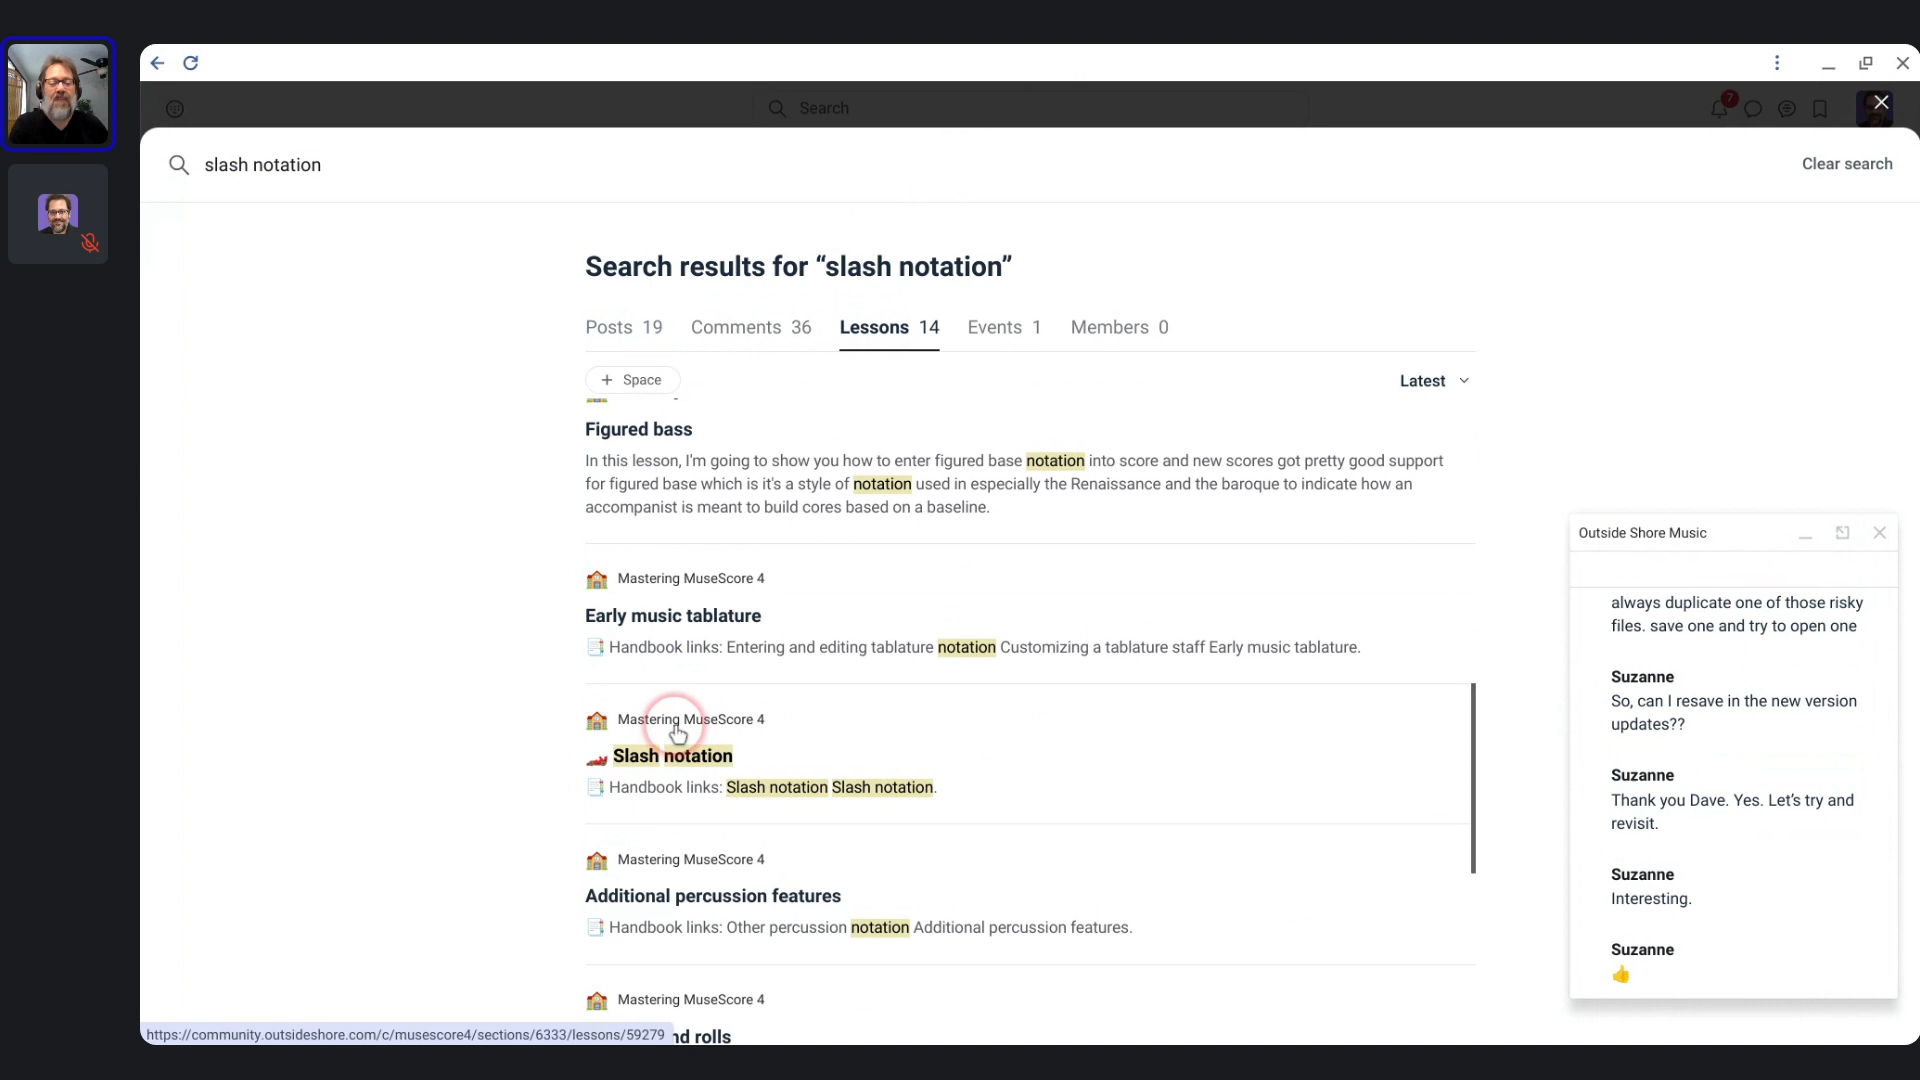 Search
7
slash notation
Clear search
Search results for “slash notation”
Posts 19 Comments 36 Lessons 14 Events 1 Members 0
+ Space
Latest
Figured bass
In this lesson, I'm going to show you how to enter figured base notation into score and new scores got pretty good support
for figured base which is it's a style of notation used in especially the Renaissance and the baroque to indicate how an
accompanist is meant to build cores based on a baseline.
Mastering MuseScore 4
Early music tablature
Handbook links: Entering and editing tablature notation Customizing a tablature staff Early music tablature.
Mastering MuseScore 4
Slash notation
Handbook links: Slash notation Slash notation.
Mastering MuseScore 4
Additional percussion features
Handbook links: Other percussion notation Additional percussion features.
Mastering MuseScore 4
nd rolls
https://community.outsideshore.com/c/musescore4/sections/6333/lessons/59279
Outside Shore Music
always duplicate one of those risky
files. save one and try to open one
Suzanne
So, can I resave in the new version
updates??
Suzanne
Thank you Dave. Yes. Let’s try and
revisit.
Suzanne
Interesting.
Suzanne
👍